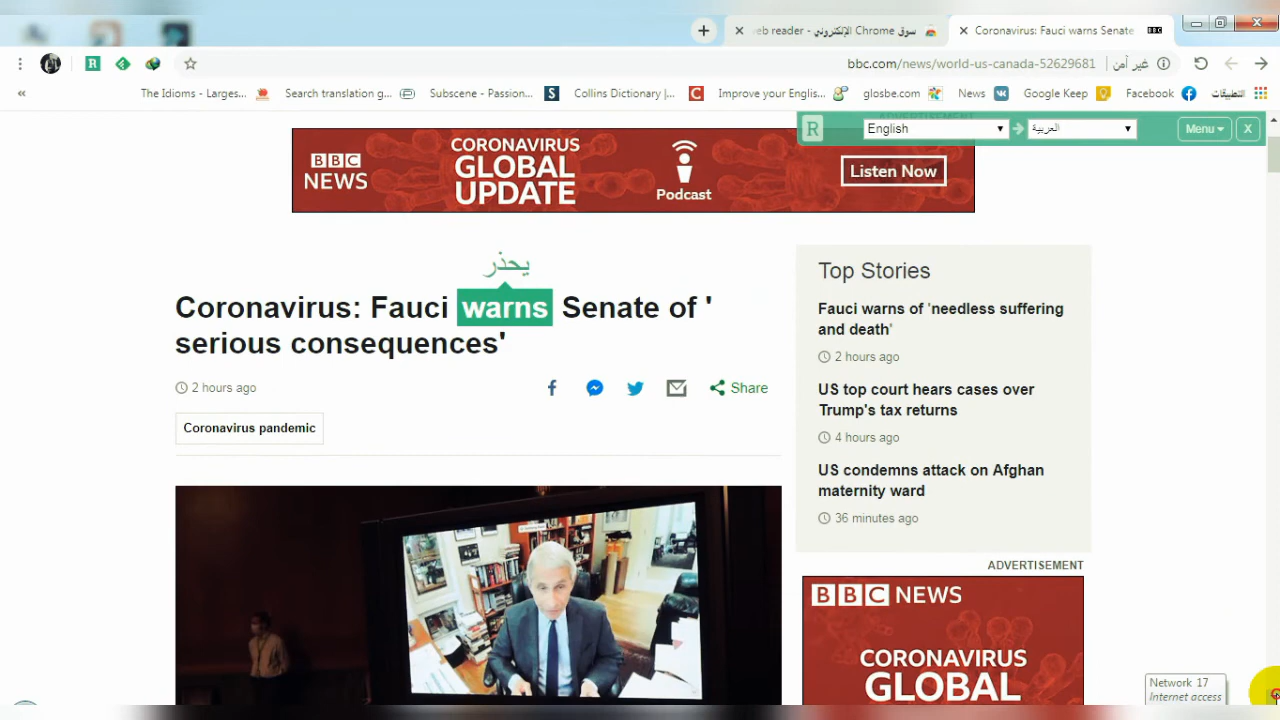 eb reader - سوق Chrome الإلكتروني
Coronavirus: Fauci warns Senate
BBC
bbc.com/news/world-us-canada-52629681
غير آمن
The Idioms - Larges...
Search translation g...
Subscene - Passion...
Collins Dictionary |...
Improve your Englis...
glosbe.com
News
Google Keep
Facebook
التطبيقات
ADVERTISEMENT
R
English
العربية
Menu
X
BBC
NEWS
CORONAVIRUS
GLOBAL
UPDATE
Podcast
Listen Now
يحذر
Coronavirus: Fauci warns Senate of '
serious consequences'
2 hours ago
Share
Coronavirus pandemic
Top Stories
Fauci warns of 'needless suffering
and death'
2 hours ago
US top court hears cases over
Trump's tax returns
4 hours ago
US condemns attack on Afghan
maternity ward
36 minutes ago
ADVERTISEMENT
BBC NEWS
CORONAVIRUS
GLOBAL
Network 17
Internet access